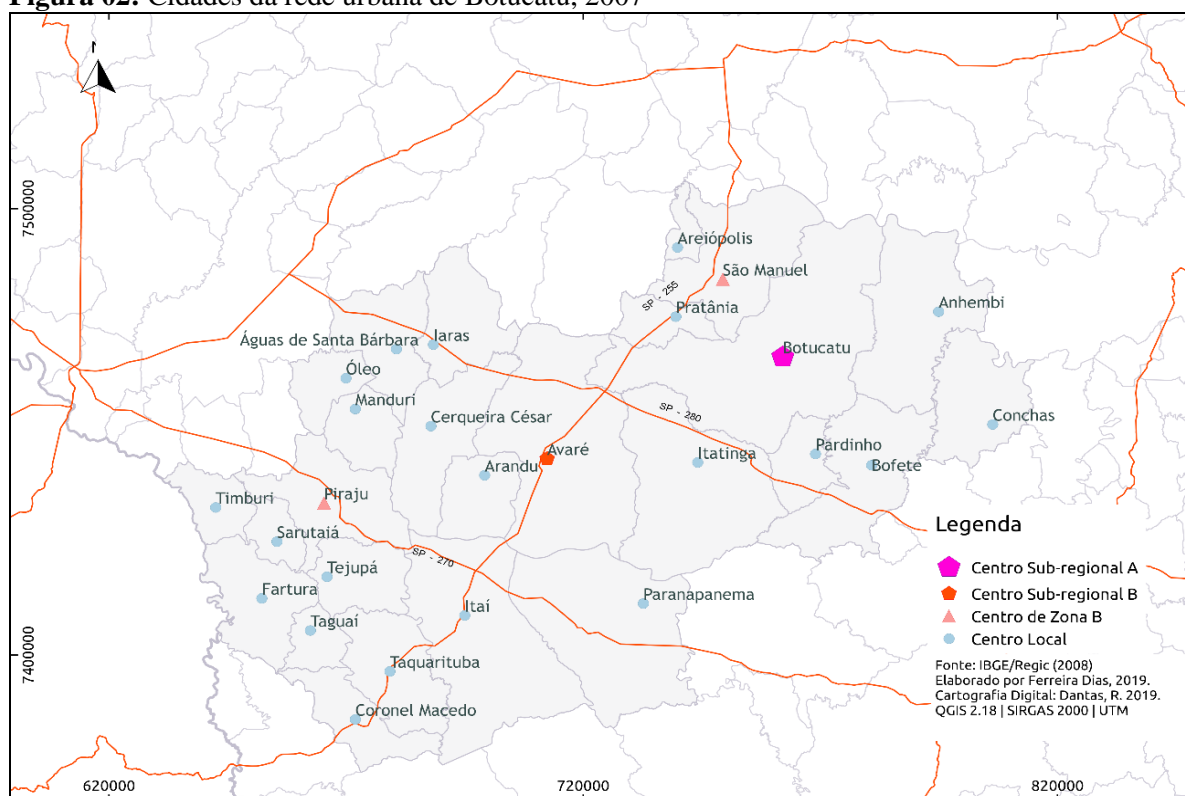 Figura 02: Cidades da rede urbana de Botucatu, 2007
7500000
Areiópolis
São Manuel
SP - 255
Pratânia
Anhembi
Águas de Santa Bárbara
Iaras
Botucatu
Óleo
Manduri
Cerqueira César
SP - 280
Conchas
Avaré
Arandu
Itatinga
Pardinho
Bofete
Timburi
Piraju
Sarutaiá
SP - 270
Tejupá
Fartura
Itaí
Paranapanema
Taguaí
7400000
Taquarituba
Coronel Macedo
Legenda
Centro Sub-regional A
Centro Sub-regional B
Centro de Zona B
Centro Local
Fonte: IBGE/Regic (2008)
Elaborado por Ferreira Dias, 2019.
Cartografia Digital: Dantas, R. 2019.
QGIS 2.18 | SIRGAS 2000 | UTM
620000
720000
820000